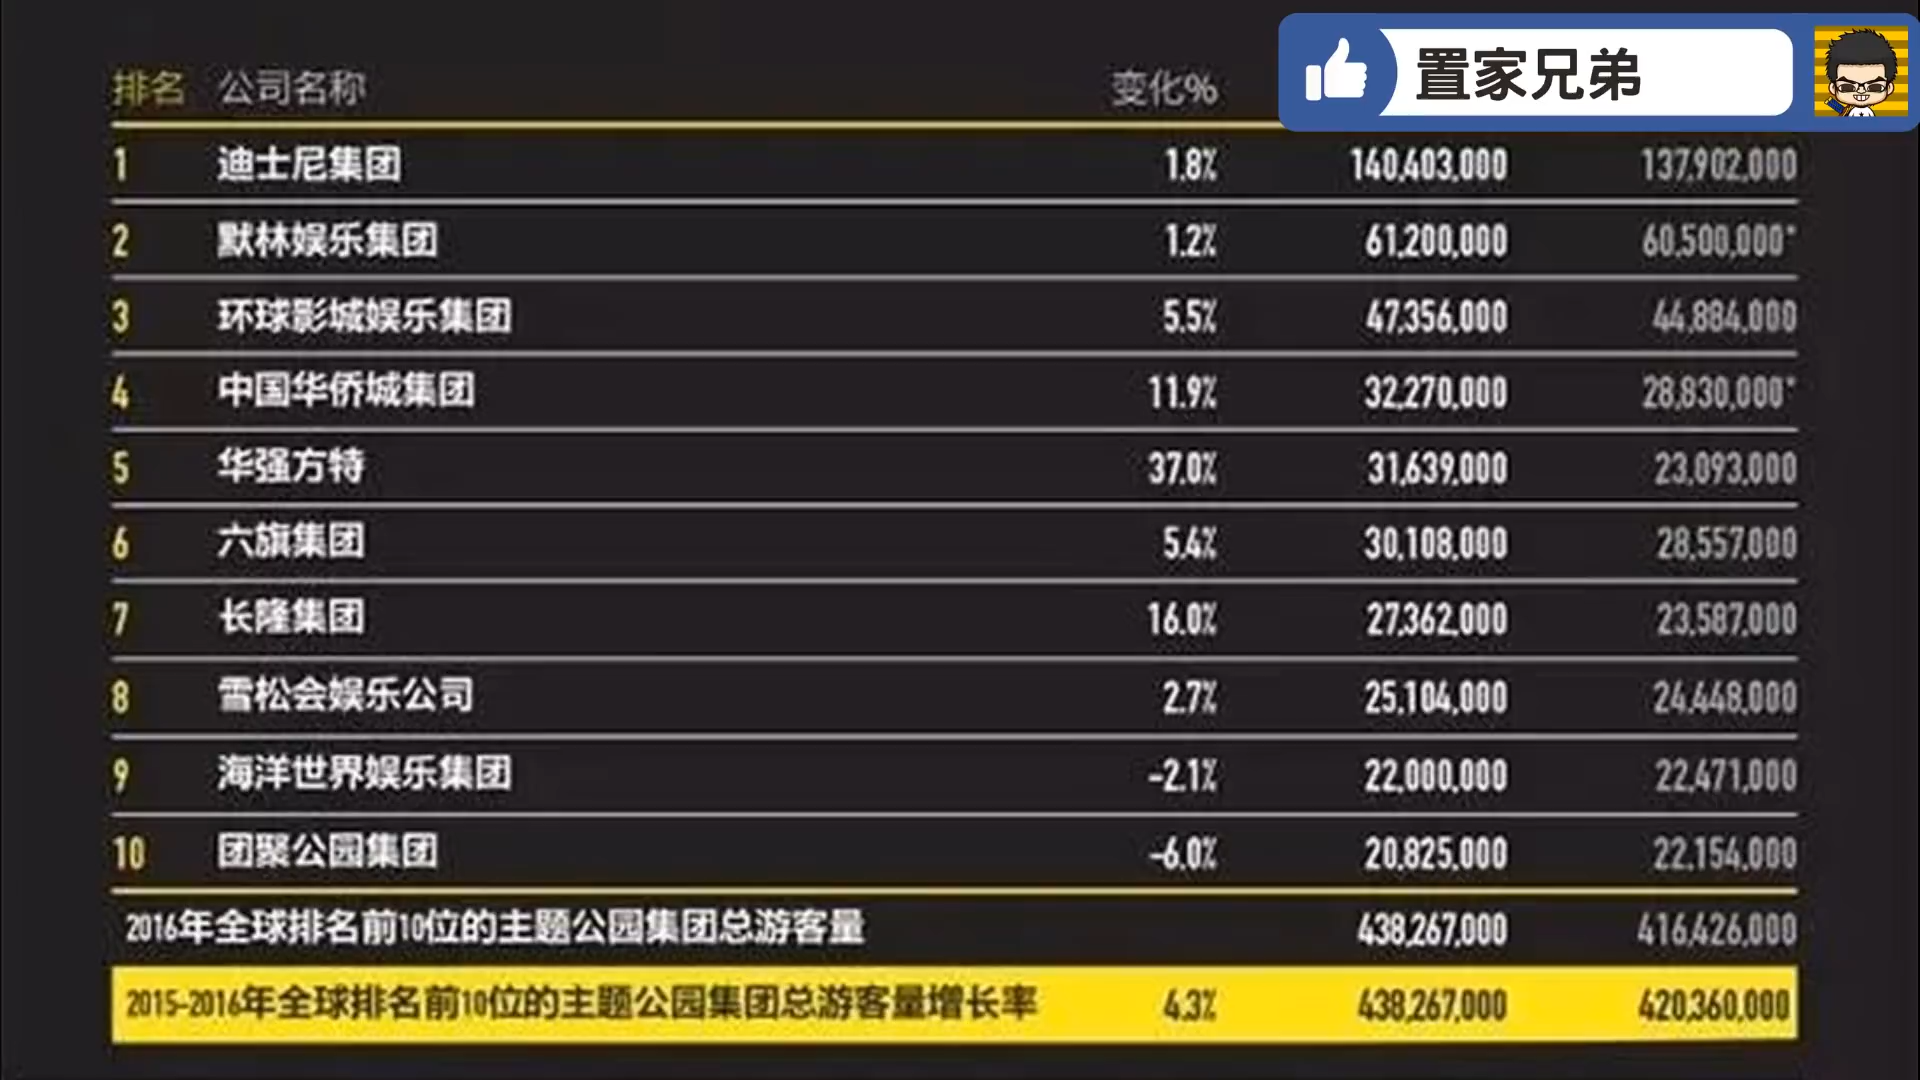 置家兄弟
排名 公司名称 变化%
1 迪士尼集团 1.8% 140,403,000 137,902,000
2 默林娱乐集团 1.2% 61,200,000 60,500,000*
3 环球影城娱乐集团 5.5% 47,356,000 44,884,000
4 中国华侨城集团 11.9% 32,270,000 28,830,000*
5 华强方特 37.0% 31,639,000 23,093,000
6 六旗集团 5.4% 30,108,000 28,557,000
7 长隆集团 16.0% 27,362,000 23,587,000
8 雪松会娱乐公司 2.7% 25,104,000 24,448,000
9 海洋世界娱乐集团 -2.1% 22,000,000 22,471,000
10 团聚公园集团 -6.0% 20,825,000 22,154,000
2016年全球排名前10位的主题公园集团总游客量 438,267,000 416,426,000
2015-2016年全球排名前10位的主题公园集团总游客量增长率 4.3% 438,267,000 420,360,000